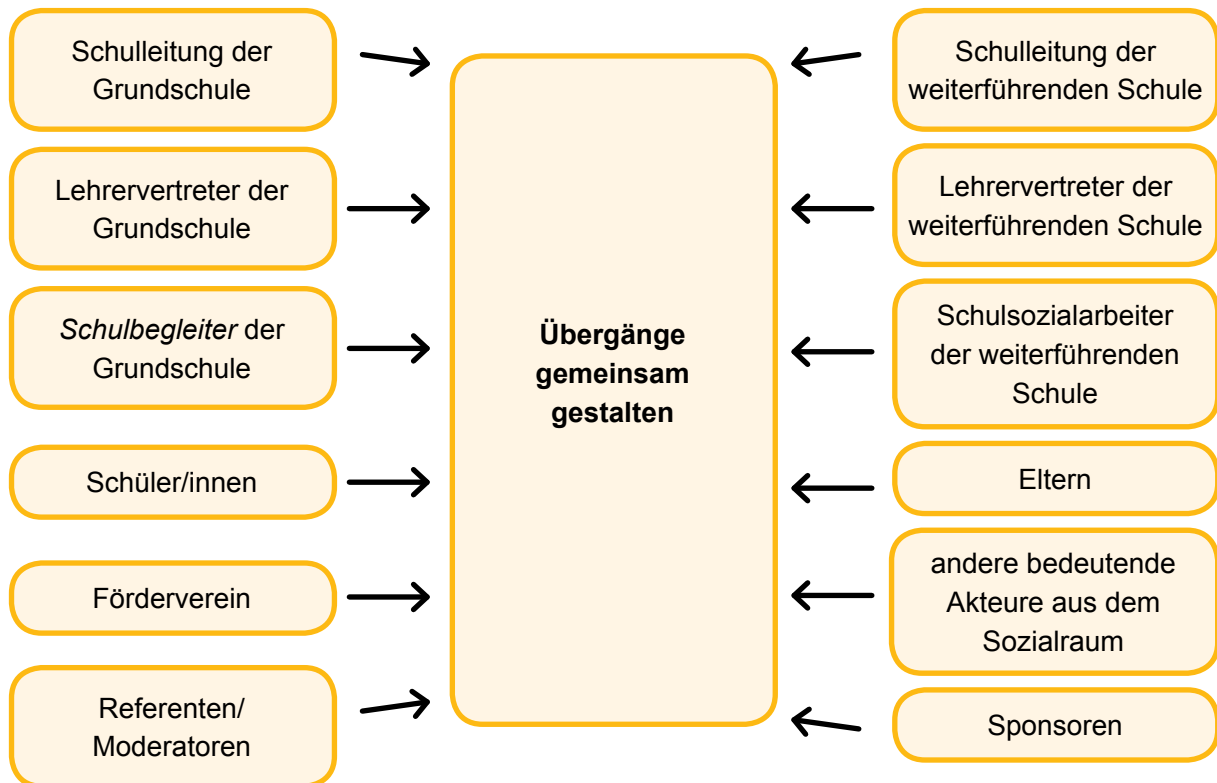 Schulleitung der
Grundschule
Lehrervertreter der
Grundschule
Schulbegleiter der
Grundschule
Schüler/innen
Förderverein
Referenten/
Moderatoren
Übergänge
gemeinsam
gestalten
Schulleitung der
weiterführenden Schule
Lehrervertreter der
weiterführenden Schule
Schulsozialarbeiter
der weiterführenden
Schule
Eltern
andere bedeutende
Akteure aus dem
Sozialraum
Sponsoren